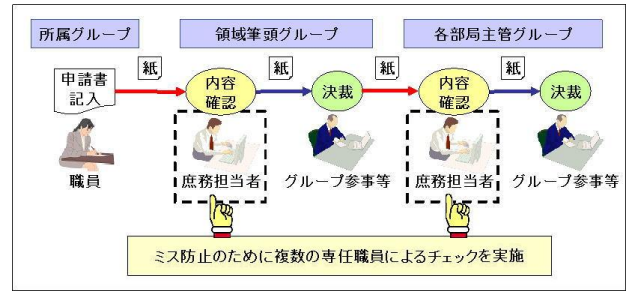 所属グループ
領域筆頭グループ
各部局主管グループ
申請書
記入
紙
内容
確認
紙
決裁
紙
内容
確認
紙
決裁
職員
庶務担当者
グループ参事等
庶務担当者
グループ参事等
ミス防止のために複数の専任職員によるチェックを実施